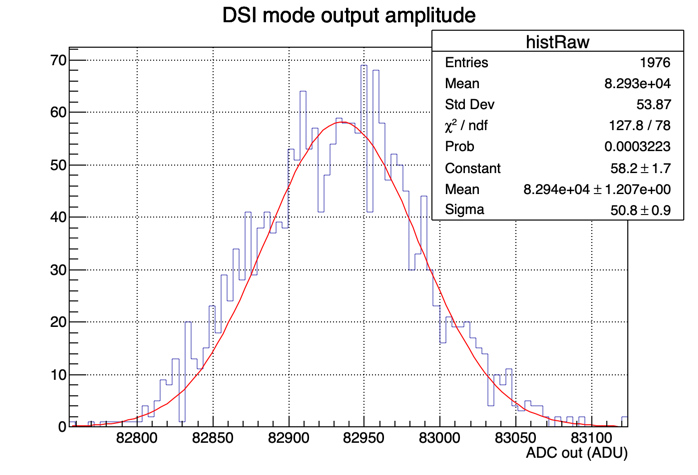 DSI mode output amplitude
histRaw
Entries 1976
Mean 8.293e+04
Std Dev 53.87
χ² / ndf 127.8 / 78
Prob 0.0003223
Constant 58.2 ± 1.7
Mean 8.294e+04 ± 1.207e+00
Sigma 50.8 ± 0.9
70
60
50
40
30
20
10
0
82800 82850 82900 82950 83000 83050 83100
ADC out (ADU)